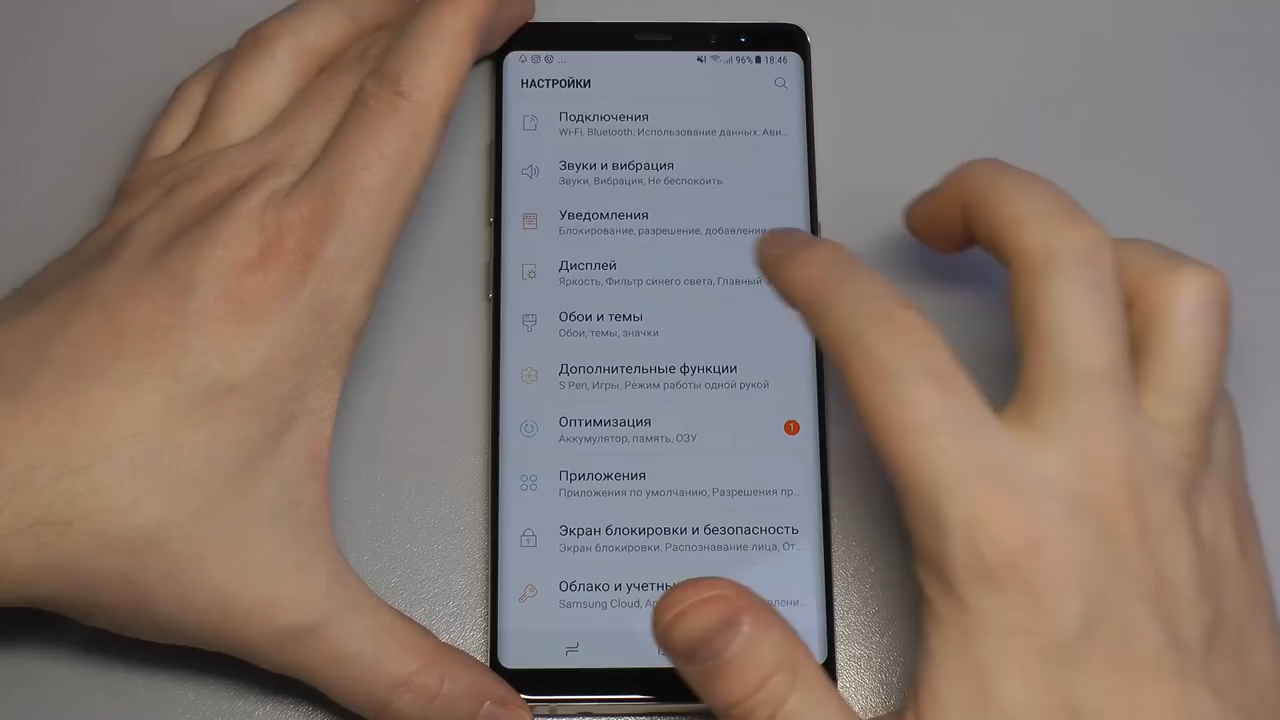 96% 18:46
НАСТРОЙКИ
Подключения
Wi-Fi, Bluetooth, Использование данных, Ави...
Звуки и вибрация
Звуки, Вибрация, Не беспокоить
Уведомления
Блокирование, разрешение, добавление
Дисплей
Яркость, Фильтр синего света, Главный
Обои и темы
Обои, темы, значки
Дополнительные функции
S Pen, Игры, Режим работы одной рукой
Оптимизация
1
Аккумулятор, память, ОЗУ
Приложения
Приложения по умолчанию, Разрешения пр...
Экран блокировки и безопасность
Экран блокировки, Распознавание лица, От...
Облако и
Samsung Cloud,